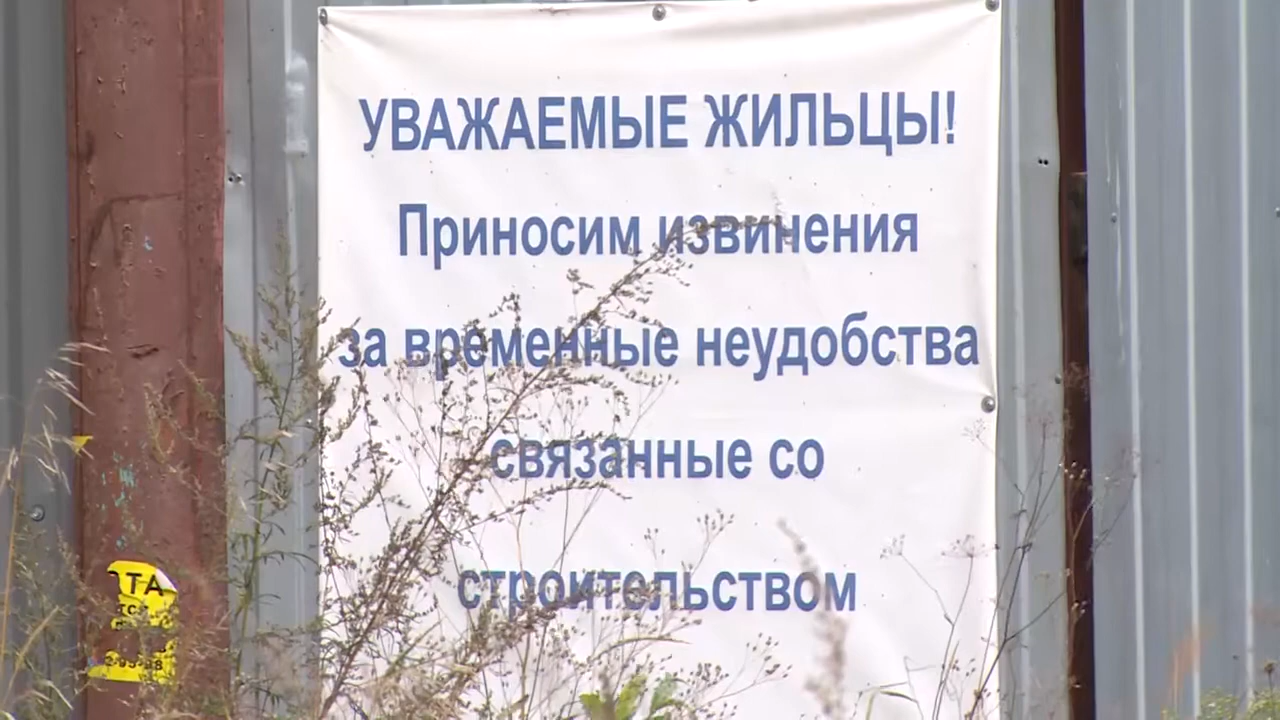 УВАЖАЕМЫЕ ЖИЛЬЦЫ!
Приносим извинения
за временные неудобства
связанные со
строительством